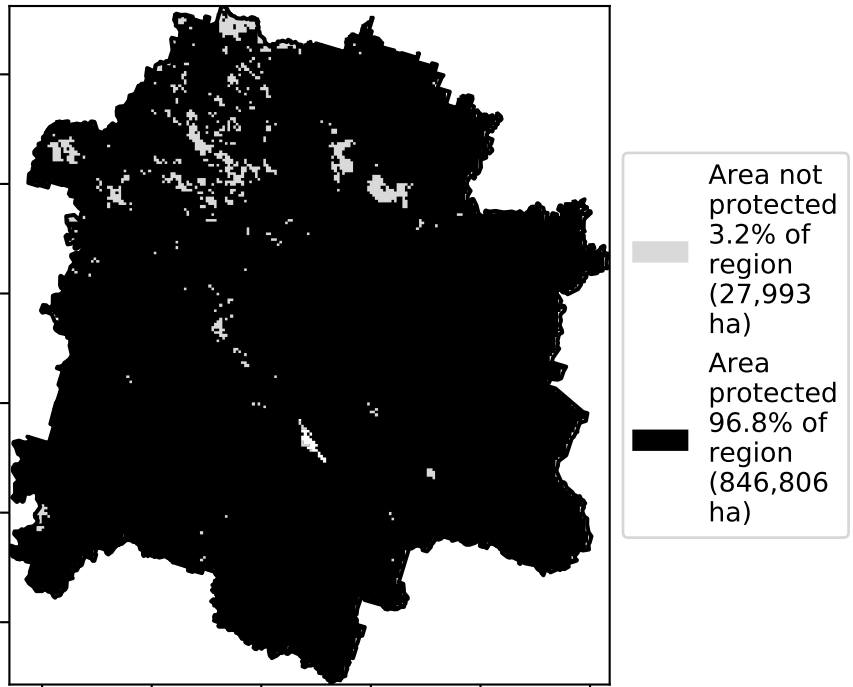 Area not
protected
3.2% of
region
(27,993
ha)
Area
protected
96.8% of
region
(846,806
ha)